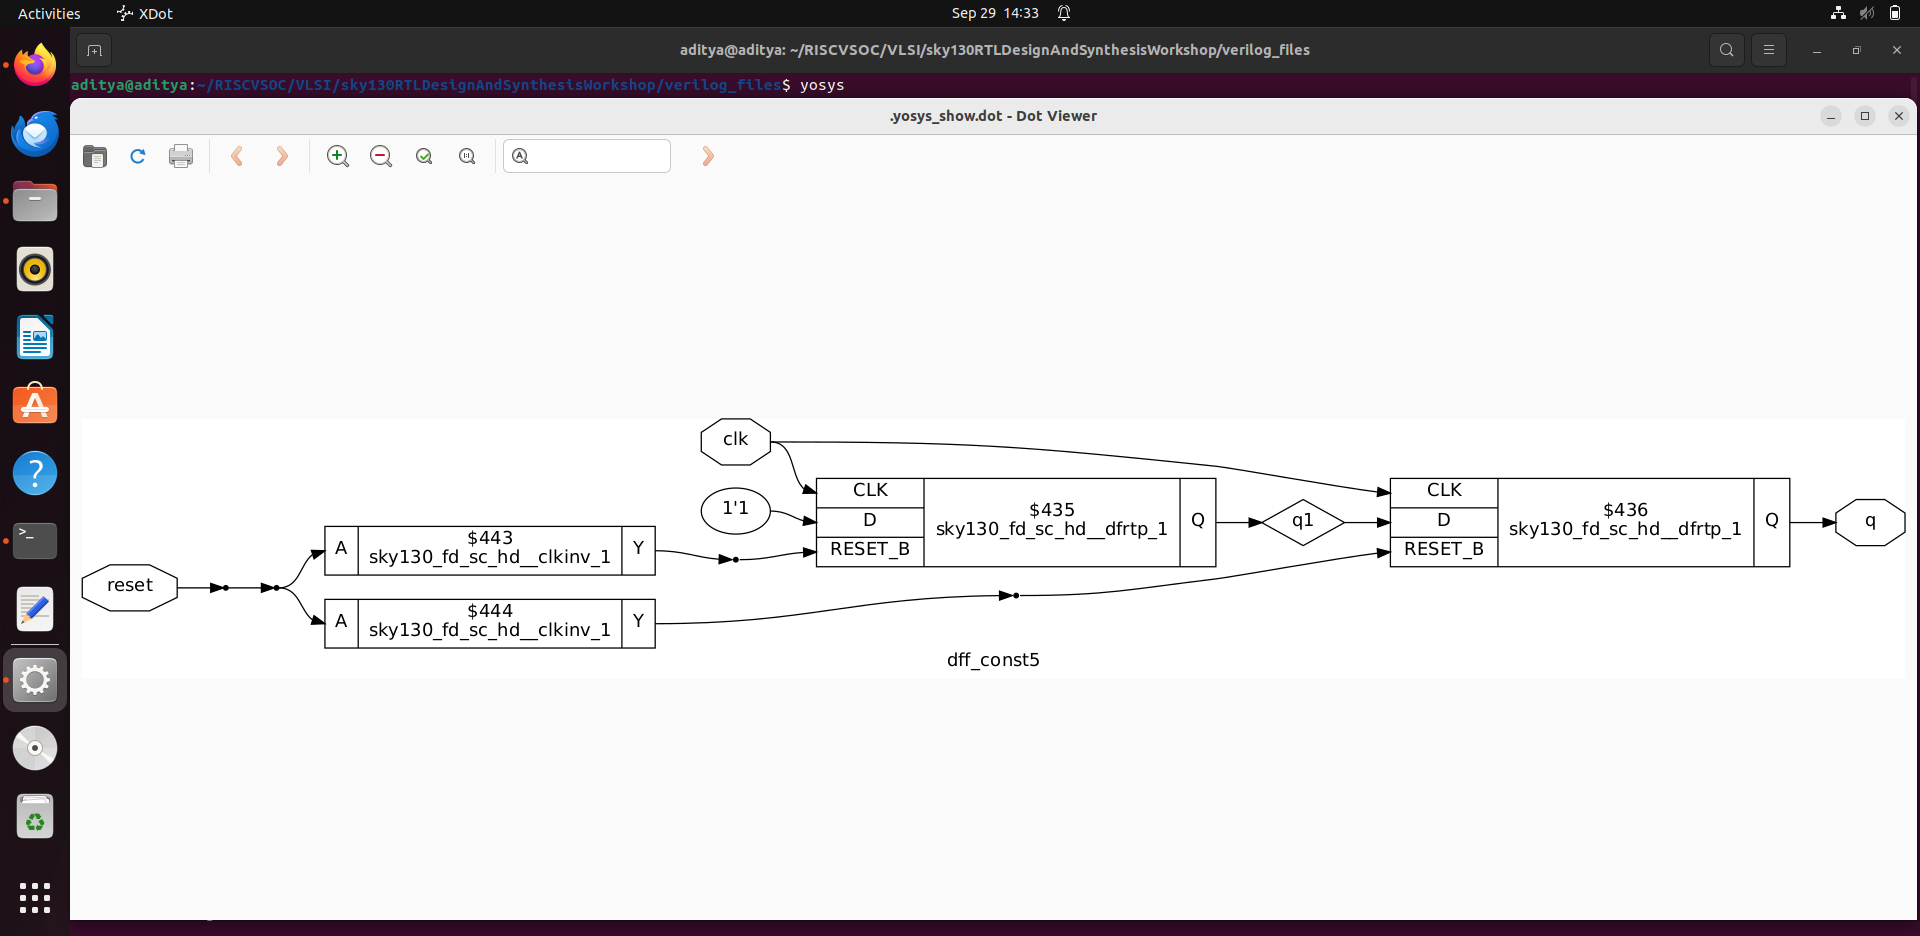 Activities
XDot
Sep 29 14:33
aditya@aditya: ~/RISCVSOC/VLSI/sky130RTLDesignAndSynthesisWorkshop/verilog_files
aditya@aditya:~/RISCVSOC/VLSI/sky130RTLDesignAndSynthesisWorkshop/verilog_files$ yosys
.yosys_show.dot - Dot Viewer
clk
1'1
CLK
D
RESET_B
$435
sky130_fd_sc_hd__dfrtp_1
Q
q1
CLK
D
RESET_B
$436
sky130_fd_sc_hd__dfrtp_1
Q
q
reset
A
$443
sky130_fd_sc_hd__clkinv_1
Y
A
$444
sky130_fd_sc_hd__clkinv_1
Y
dff_const5